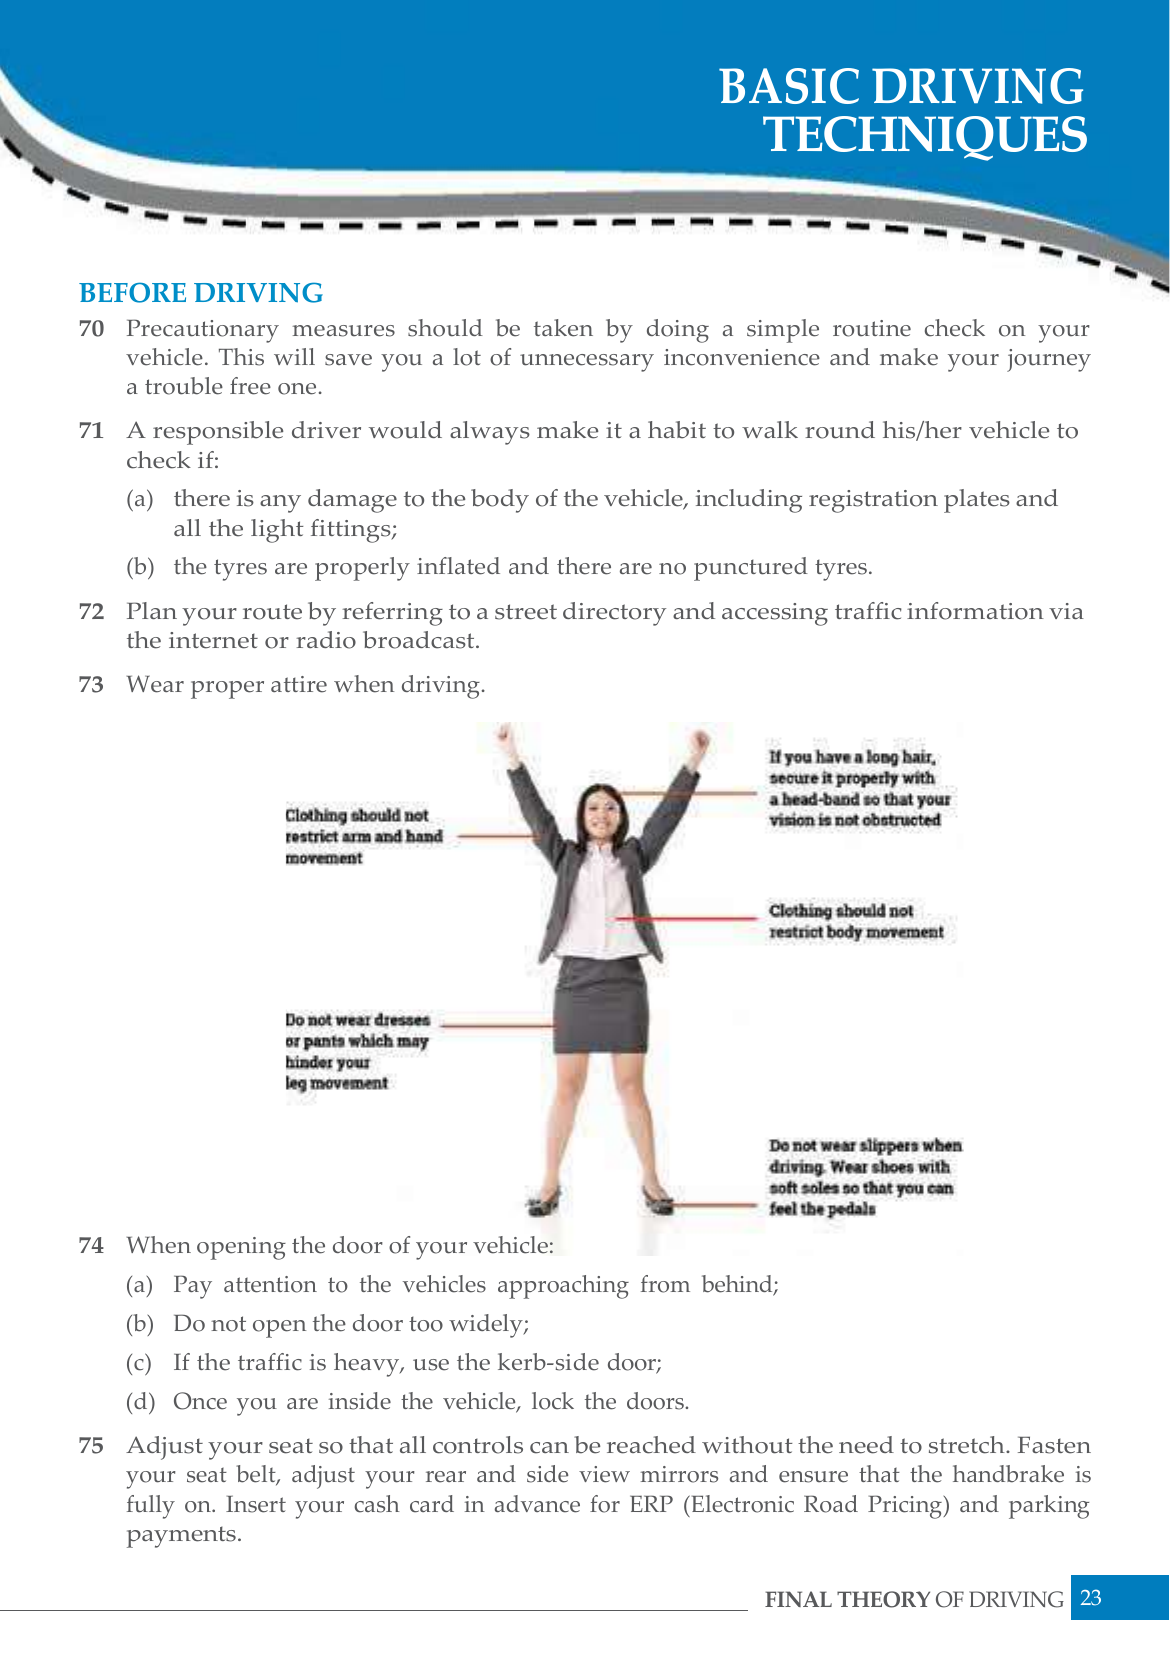 BASIC DRIVING
TECHNIQUES
BEFORE DRIVING
70 Precautionary measures should be taken by doing a simple routine check on your
vehicle. This will save you a lot of unnecessary inconvenience and make your journey
a trouble free one.
71 A responsible driver would always make it a habit to walk round his/her vehicle to
check if:
(a) there is any damage to the body of the vehicle, including registration plates and
all the light fittings;
(b) the tyres are properly inflated and there are no punctured tyres.
72 Plan your route by referring to a street directory and accessing traffic information via
the internet or radio broadcast.
73 Wear proper attire when driving.
If you have a long hair,
secure it properly with
a head-band so that your
vision is not obstructed
Clothing should not
restrict arm and hand
movement
Clothing should not
restrict body movement
Do not wear dresses
or pants which may
hinder your
leg movement
Do not wear slippers when
driving. Wear shoes with
soft soles so that you can
feel the pedals
74 When opening the door of your vehicle:
(a) Pay attention to the vehicles approaching from behind;
(b) Do not open the door too widely;
(c) If the traffic is heavy, use the kerb-side door;
(d) Once you are inside the vehicle, lock the doors.
75 Adjust your seat so that all controls can be reached without the need to stretch. Fasten
your seat belt, adjust your rear and side view mirrors and ensure that the handbrake is
fully on. Insert your cash card in advance for ERP (Electronic Road Pricing) and parking
payments.
FINAL THEORY OF DRIVING 23